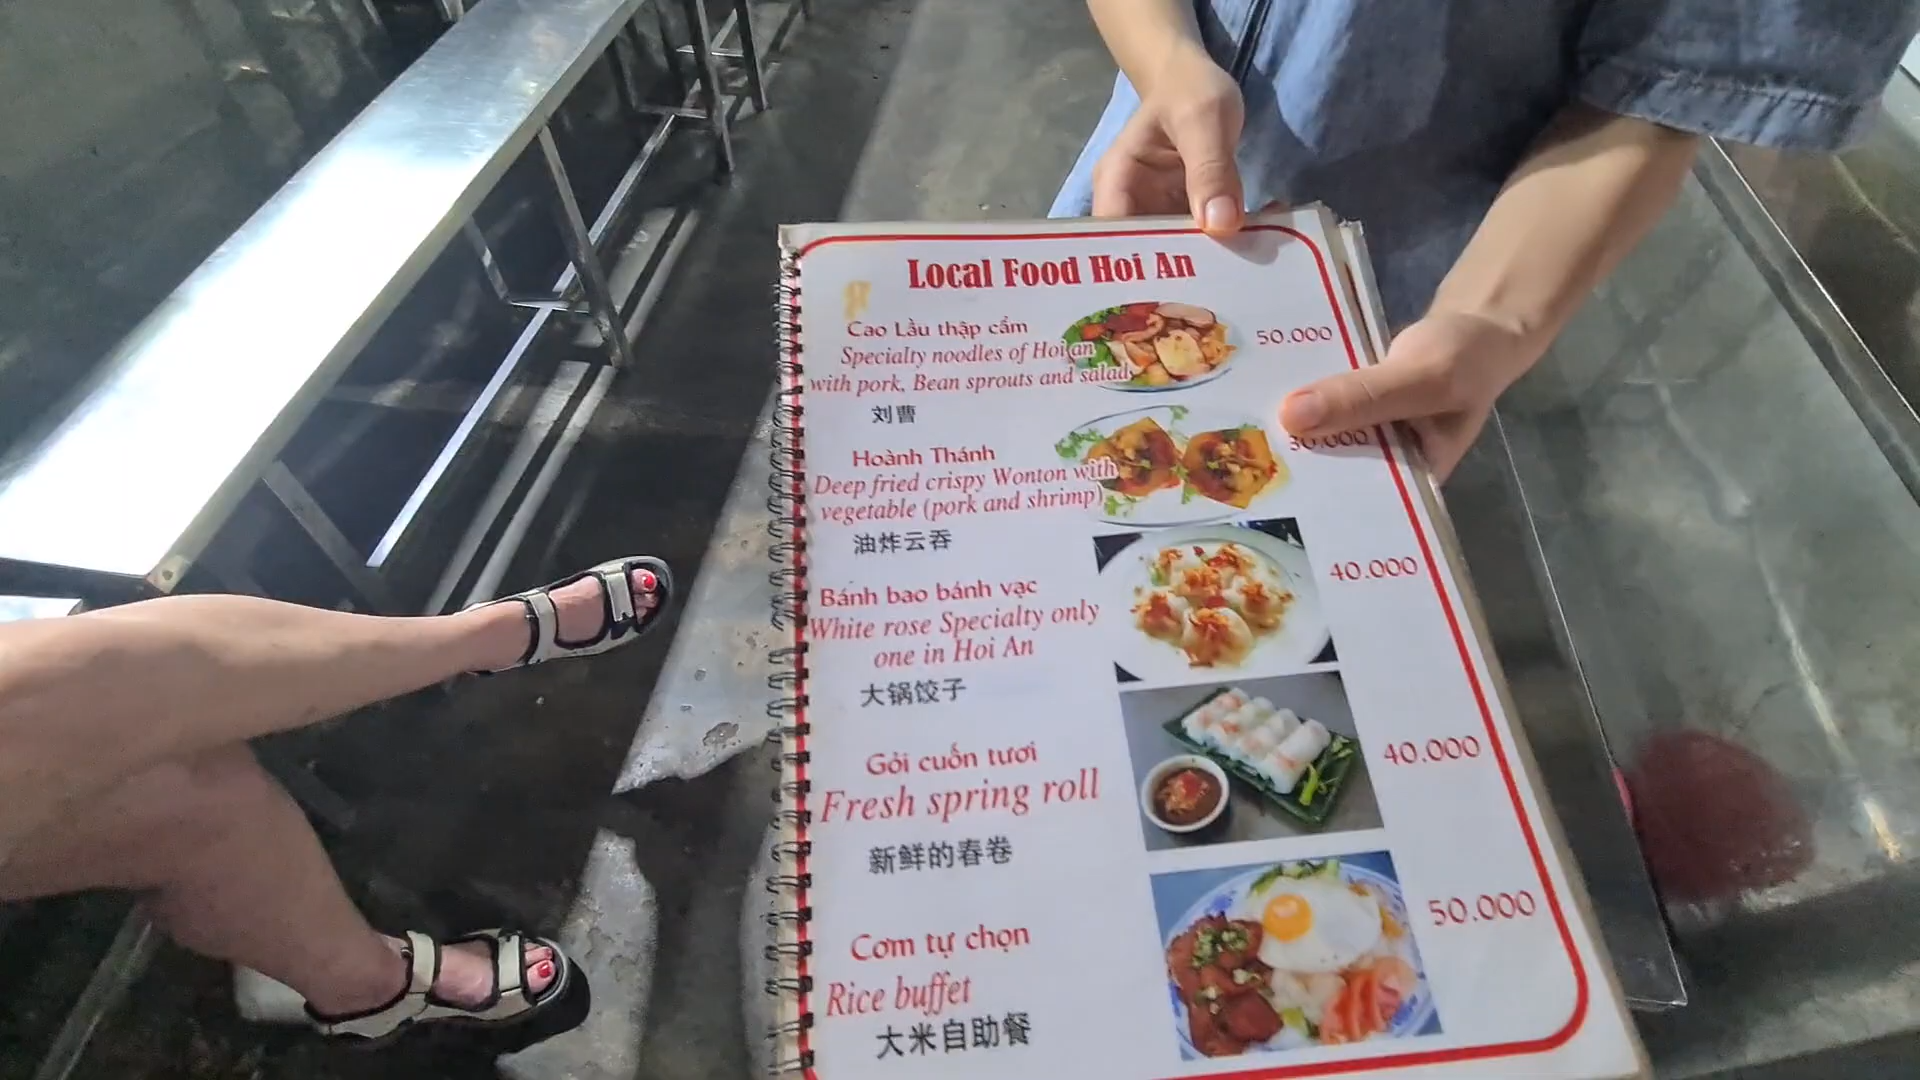 Local Food Hoi An
Cao Lầu thập cẩm
Specialty noodles of Hoi an
with pork, Bean sprouts and salad
刘曹
50.000
Hoành Thánh
Deep fried crispy Wonton with
vegetable (pork and shrimp)
油炸云吞
30.000
Bánh bao bánh vạc
White rose Specialty only
one in Hoi An
大锅饺子
40.000
Gỏi cuốn tươi
Fresh spring roll
新鲜的春卷
40.000
Cơm tự chọn
Rice buffet
大米自助餐
50.000